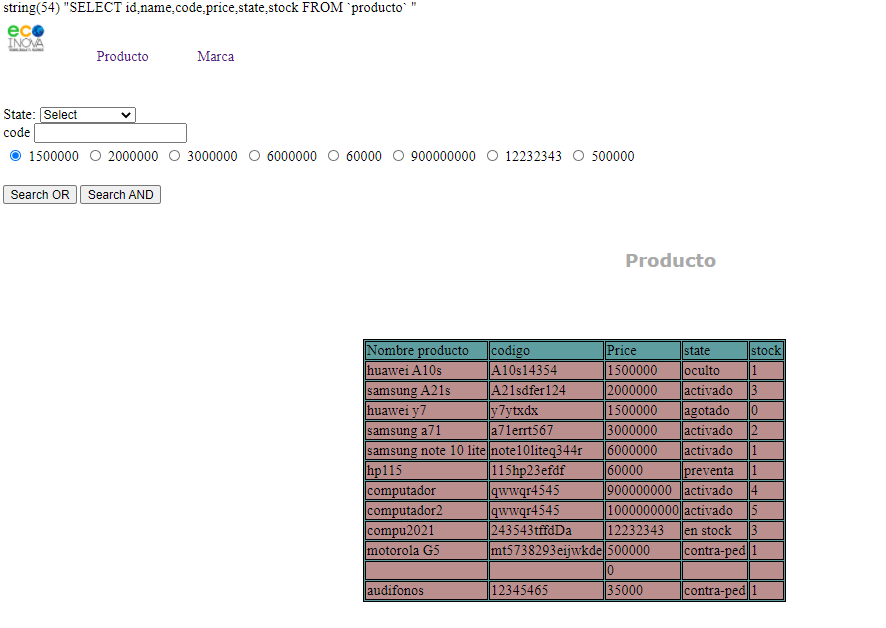 string(54) "SELECT id,name,code,price,state,stock FROM `producto` "
eco
INOVA
Producto Marca
State: Select
code
1500000 2000000 3000000 6000000 60000 900000000 12232343 500000
Search OR Search AND
Producto
Nombre producto codigo Price state stock
huawei A10s A10s14354 1500000 oculto 1
samsung A21s A21sdfer124 2000000 activado 3
huawei y7 y7ytxdx 1500000 agotado 0
samsung a71 a71errt567 3000000 activado 2
samsung note 10 lite note10liteq344r 6000000 activado 1
hp115 115hp23efdf 60000 preventa 1
computador qwwqr4545 900000000 activado 4
computador2 qwwqr4545 1000000000 activado 5
compu2021 243543tffdDa 12232343 en stock 3
motorola G5 mt5738293eijwkde 500000 contra-ped 1
0
audifonos 12345465 35000 contra-ped 1